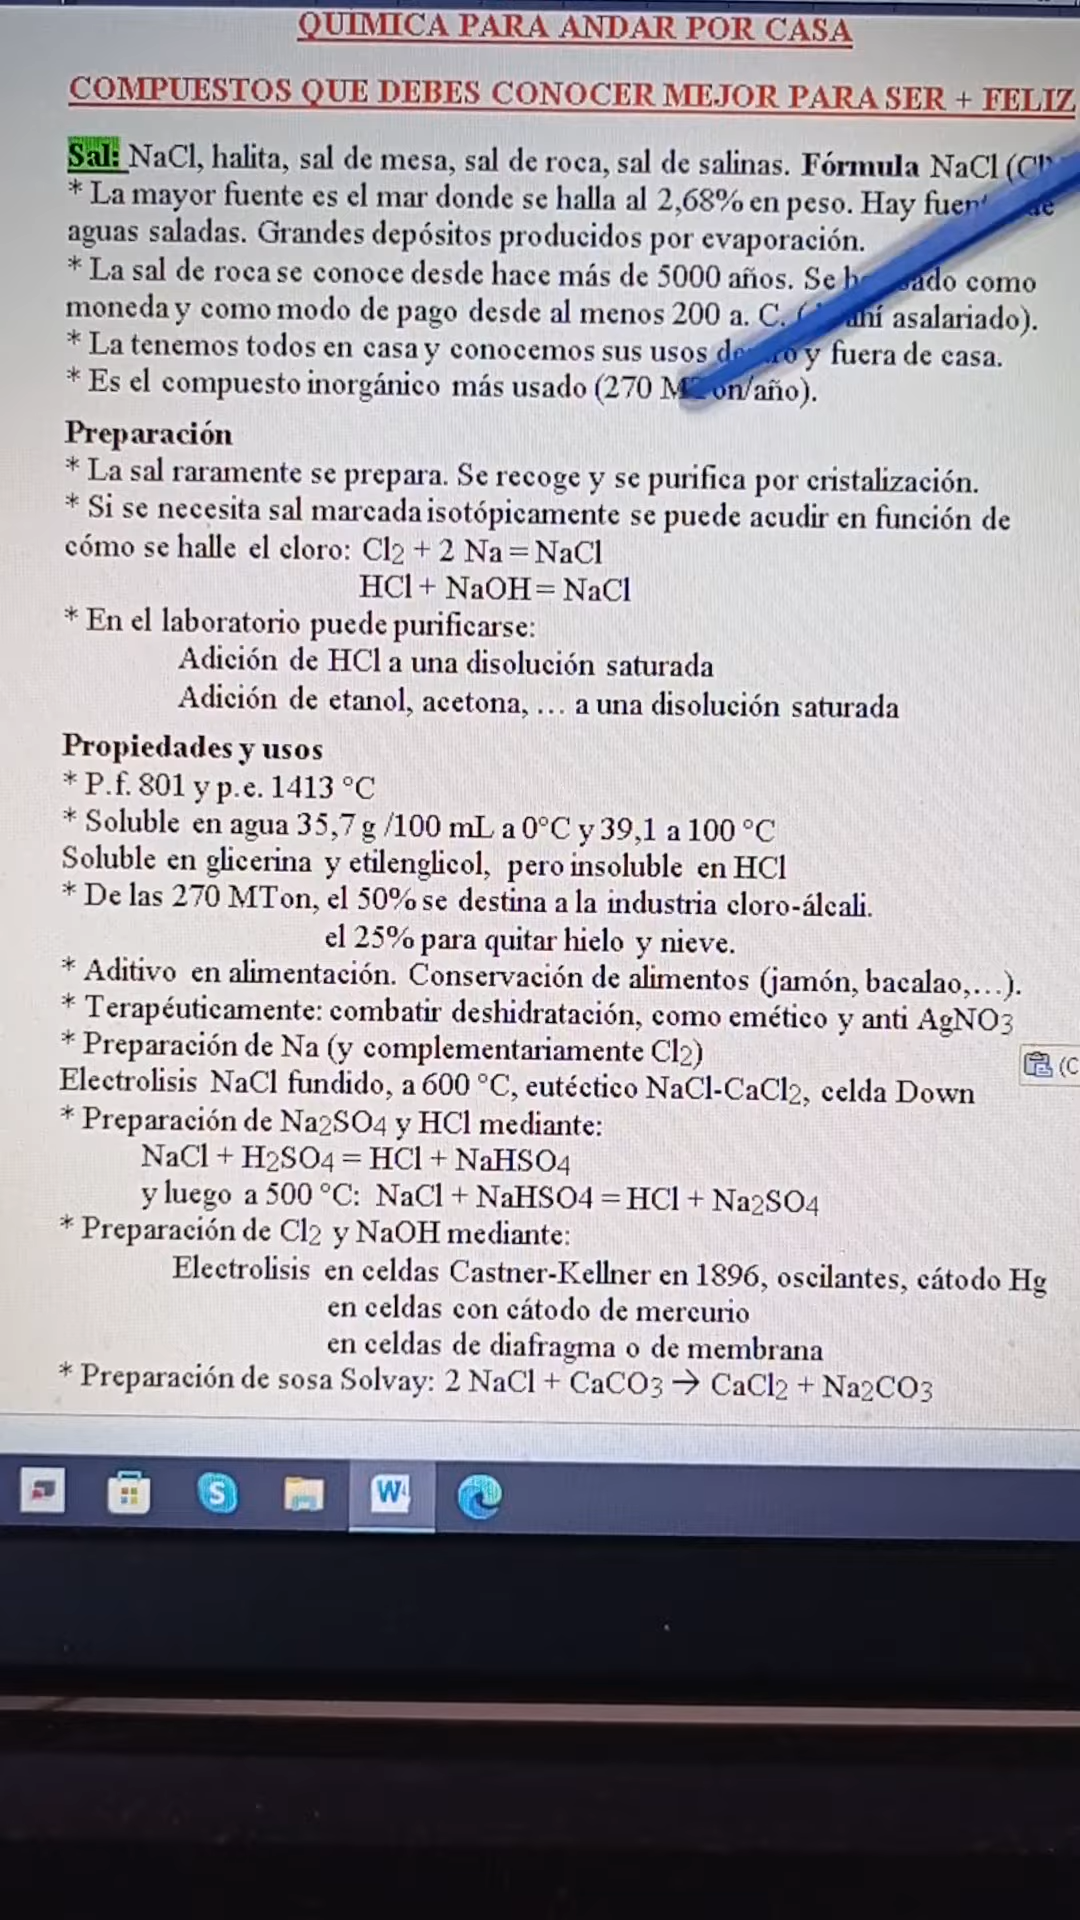 QUIMICA PARA ANDAR POR CASA
COMPUESTOS QUE DEBES CONOCER MEJOR PARA SER + FELIZ
Sal: NaCl, halita, sal de mesa, sal de roca, sal de salinas. Fórmula NaCl
* La mayor fuente es el mar donde se halla al 2,68% en peso. Hay
aguas saladas. Grandes depósitos producidos por evaporación.
* La sal de roca se conoce desde hace más de 5000 años. Se como
moneda y como modo de pago desde al menos 200 a. C. asalariado).
* La tenemos todos en casa y conocemos sus usos y fuera de casa.
* Es el compuesto inorgánico más usado (270 /año).
Preparación
* La sal raramente se prepara. Se recoge y se purifica por cristalización.
* Si se necesita sal marcada isotópicamente se puede acudir en función de
cómo se halle el cloro: Cl2 + 2 Na = NaCl
HCl + NaOH = NaCl
* En el laboratorio puede purificarse:
Adición de HCl a una disolución saturada
Adición de etanol, acetona, ... a una disolución saturada
Propiedades y usos
* P.f. 801 y p.e. 1413 °C
* Soluble en agua 35,7 g /100 mL a 0°C y 39,1 a 100 °C
Soluble en glicerina y etilenglicol, pero insoluble en HCl
* De las 270 MTon, el 50% se destina a la industria cloro-álcali.
el 25% para quitar hielo y nieve.
* Aditivo en alimentación. Conservación de alimentos (jamón, bacalao,...).
* Terapéuticamente: combatir deshidratación, como emético y anti AgNO3
* Preparación de Na (y complementariamente Cl2)
(C
Electrolisis NaCl fundido, a 600 °C, eutéctico NaCl-CaCl2, celda Down
* Preparación de Na2SO4 y HCl mediante:
NaCl + H2SO4 = HCl + NaHSO4
y luego a 500 °C: NaCl + NaHSO4 = HCl + Na2SO4
* Preparación de Cl2 y NaOH mediante:
Electrolisis en celdas Castner-Kellner en 1896, oscilantes, cátodo Hg
en celdas con cátodo de mercurio
en celdas de diafragma o de membrana
* Preparación de sosa Solvay: 2 NaCl + CaCO3 → CaCl2 + Na2CO3
S
W